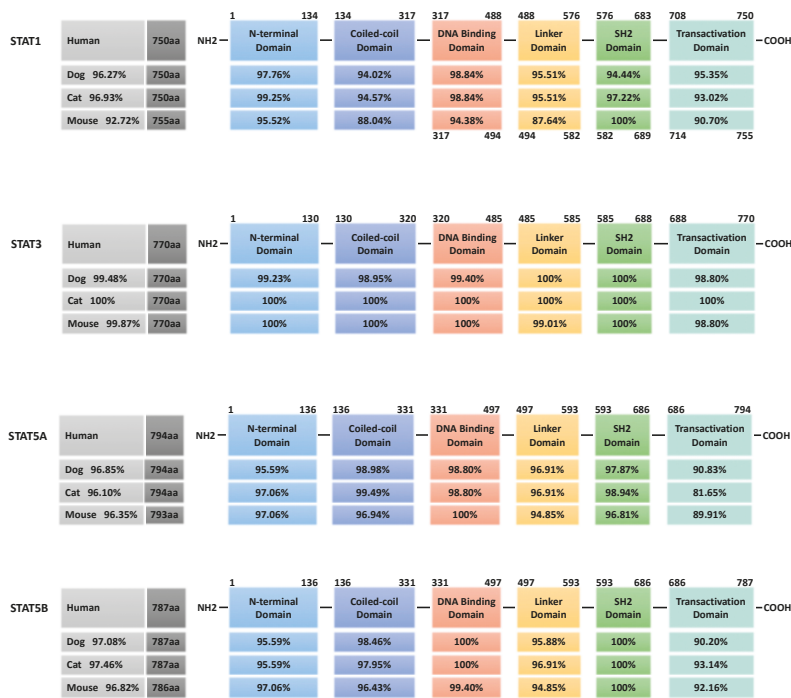 1 134 134 317 317 488 488 576 576 683 708 750
STAT1 Human 750aa NH2 N-terminal Domain Coiled-coil Domain DNA Binding Domain Linker Domain SH2 Domain Transactivation Domain COOH
Dog 96.27% 750aa 97.76% 94.02% 98.84% 95.51% 94.44% 95.35%
Cat 96.93% 750aa 99.25% 94.57% 98.84% 95.51% 97.22% 93.02%
Mouse 92.72% 755aa 95.52% 88.04% 94.38% 87.64% 100% 90.70%
317 494 494 582 582 689 714 755
1 130 130 320 320 485 485 585 585 688 688 770
STAT3 Human 770aa NH2 N-terminal Domain Coiled-coil Domain DNA Binding Domain Linker Domain SH2 Domain Transactivation Domain COOH
Dog 99.48% 770aa 99.23% 98.95% 99.40% 100% 100% 98.80%
Cat 100% 770aa 100% 100% 100% 100% 100% 100%
Mouse 99.87% 770aa 100% 100% 100% 99.01% 100% 98.80%
1 136 136 331 331 497 497 593 593 686 686 794
STAT5A Human 794aa NH2 N-terminal Domain Coiled-coil Domain DNA Binding Domain Linker Domain SH2 Domain Transactivation Domain COOH
Dog 96.85% 794aa 95.59% 98.98% 98.80% 96.91% 97.87% 90.83%
Cat 96.10% 794aa 97.06% 99.49% 98.80% 96.91% 98.94% 81.65%
Mouse 96.35% 793aa 97.06% 96.94% 100% 94.85% 96.81% 89.91%
1 136 136 331 331 497 497 593 593 686 686 787
STAT5B Human 787aa NH2 N-terminal Domain Coiled-coil Domain DNA Binding Domain Linker Domain SH2 Domain Transactivation Domain COOH
Dog 97.08% 787aa 95.59% 98.46% 100% 95.88% 100% 90.20%
Cat 97.46% 787aa 95.59% 97.95% 100% 96.91% 100% 93.14%
Mouse 96.82% 786aa 97.06% 96.43% 99.40% 94.85% 100% 92.16%